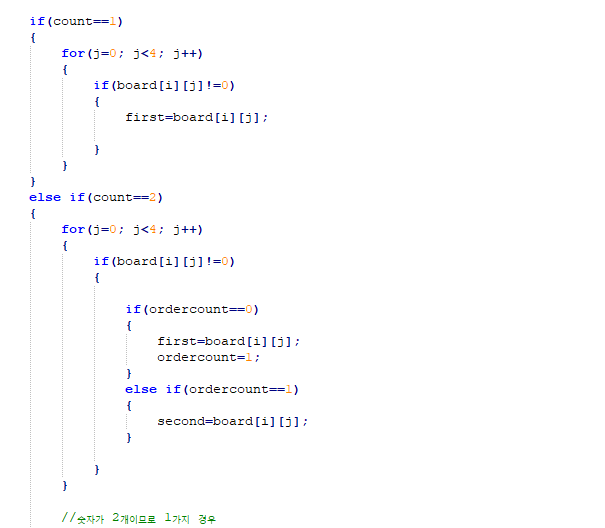 if(count==1)
{
for(j=0; j<4; j++)
{
if(board[i][j]!=0)
{
first=board[i][j];
}
}
}
else if(count==2)
{
for(j=0; j<4; j++)
{
if(board[i][j]!=0)
{
if(ordercount==0)
{
first=board[i][j];
ordercount=1;
}
else if(ordercount==1)
{
second=board[i][j];
}
}
}
//숫자가 2개이므로 1가지 경우